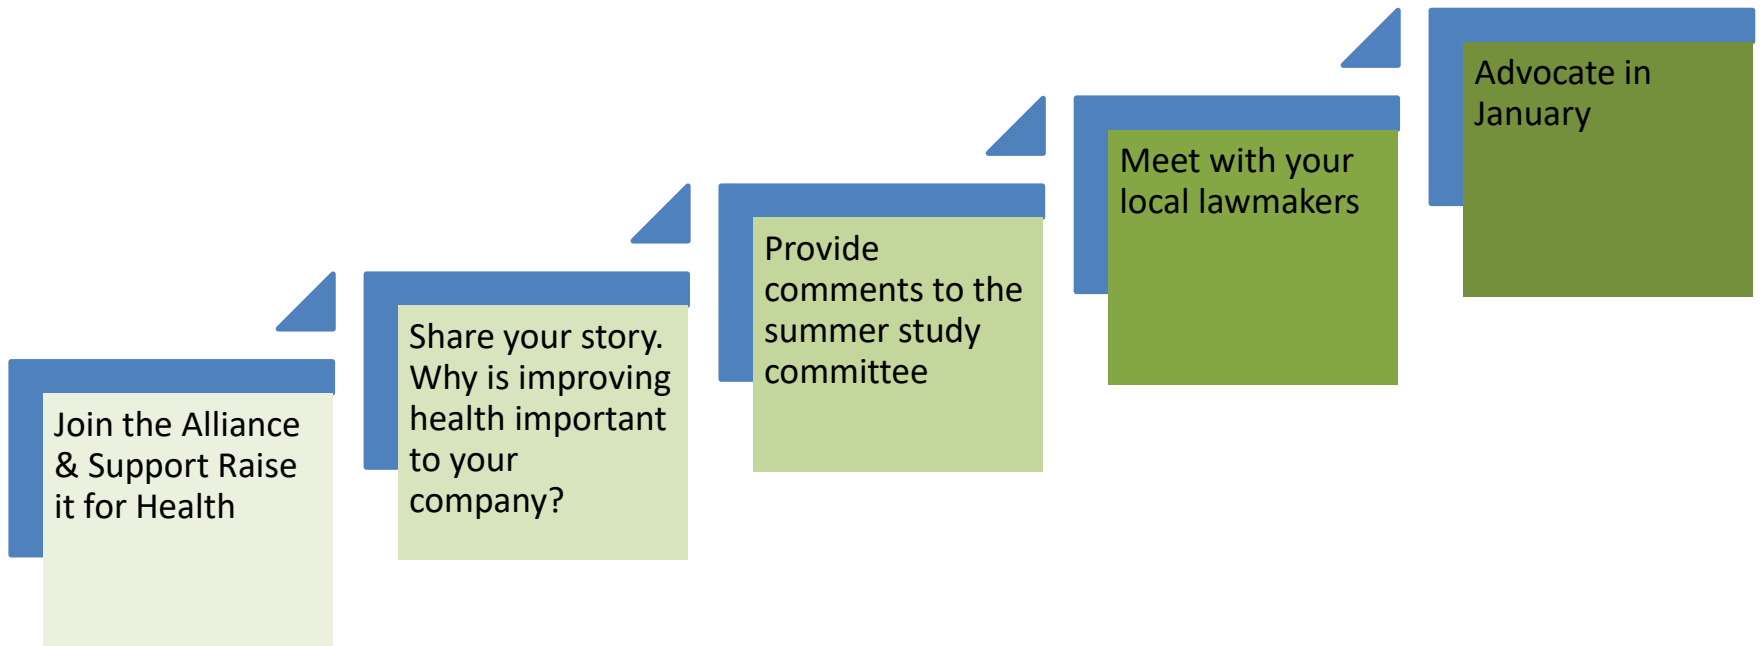 Join the Alliance
& Support Raise
it for Health
Share your story.
Why is improving
health important
to your
company?
Provide
comments to the
summer study
committee
Meet with your
local lawmakers
Advocate in
January